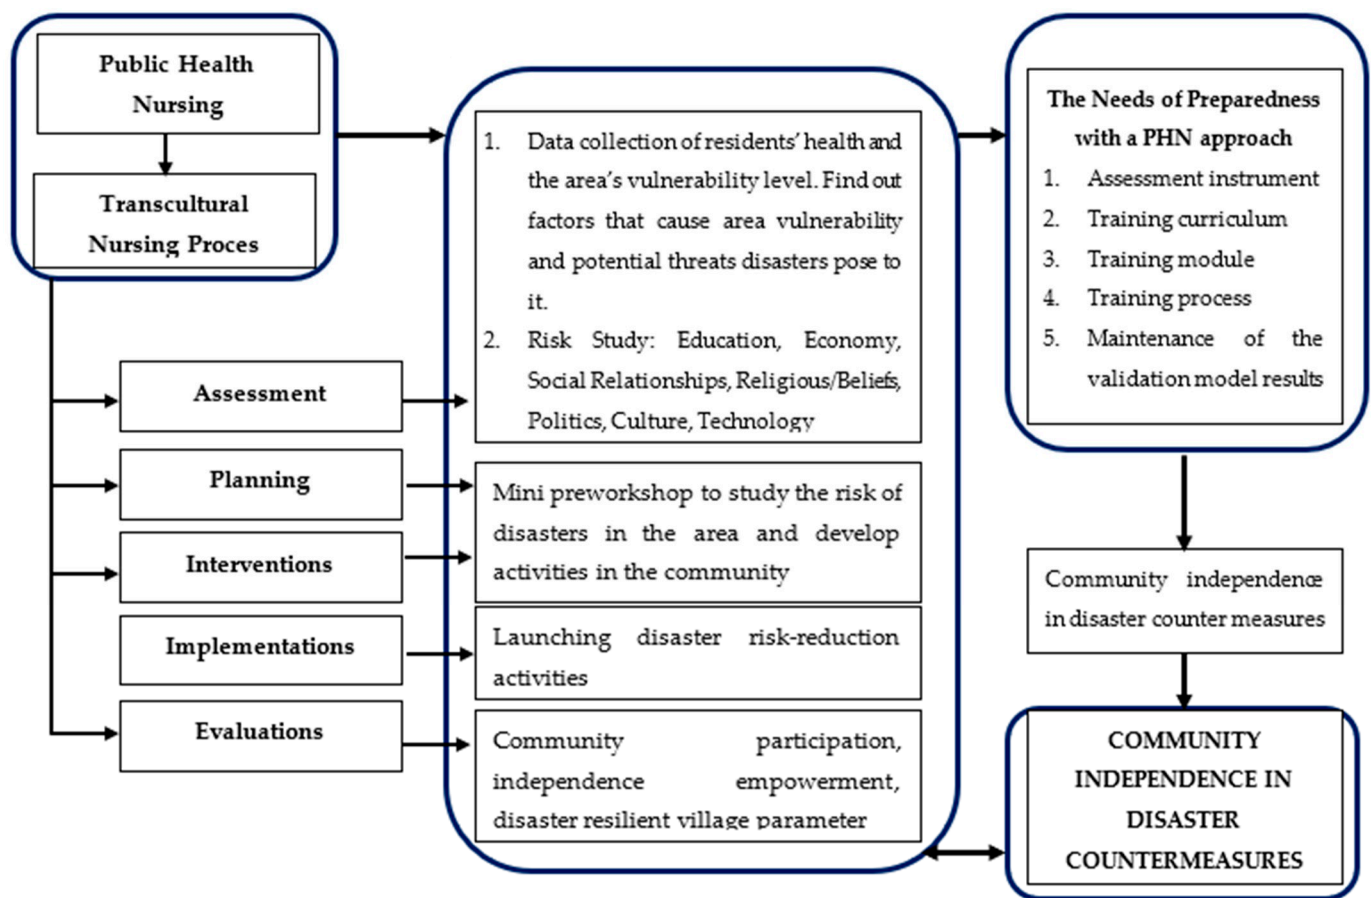 Public Health
Nursing
Transcultural
Nursing Proces
Assessment
Planning
Interventions
Implementations
Evaluations
1. Data collection of residents’ health and
the area’s vulnerability level. Find out
factors that cause area vulnerability
and potential threats disasters pose to
it.
2. Risk Study: Education, Economy,
Social Relationships, Religious/Beliefs,
Politics, Culture, Technology
Mini preworkshop to study the risk of
disasters in the area and develop
activities in the community
Launching disaster risk-reduction
activities
Community participation,
independence empowerment,
disaster resilient village parameter
The Needs of Preparedness
with a PHN approach
1. Assessment instrument
2. Training curriculum
3. Training module
4. Training process
5. Maintenance of the
validation model results
Community independence
in disaster counter measures
COMMUNITY
INDEPENDENCE IN
DISASTER
COUNTERMEASURES